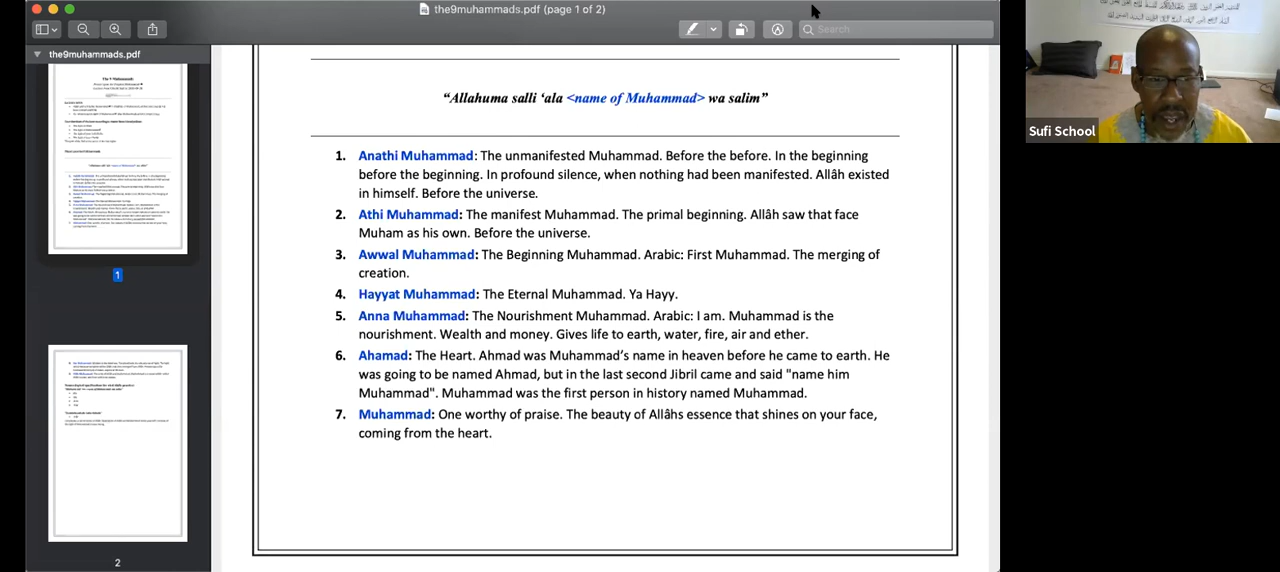 the9muhammads.pdf (page 1 of 2)
Search
the9muhammads.pdf
1
2
"Allahuma salli 'ala <name of Muhammad> wa salim"
1. Anathi Muhammad: The unmanifested Muhammad. Before the before. In the beginning
before the beginning. In profound silence, when nothing had been manifested. Allâh existed
in himself. Before the universe.
2. Athi Muhammad: The manifested Muhammad. The primal beginning. Allâh saw that face
Muham as his own. Before the universe.
3. Awwal Muhammad: The Beginning Muhammad. Arabic: First Muhammad. The merging of
creation.
4. Hayyat Muhammad: The Eternal Muhammad. Ya Hayy.
5. Anna Muhammad: The Nourishment Muhammad. Arabic: I am. Muhammad is the
nourishment. Wealth and money. Gives life to earth, water, fire, air and ether.
6. Ahamad: The Heart. Ahmad was Muhammad's name in heaven before he came to earth. He
was going to be named Ahmad but in the last second Jibril came and said "name him
Muhammad". Muhammad was the first person in history named Muhammad.
7. Muhammad: One worthy of praise. The beauty of Allâhs essence that shines on your face,
coming from the heart.
Sufi School